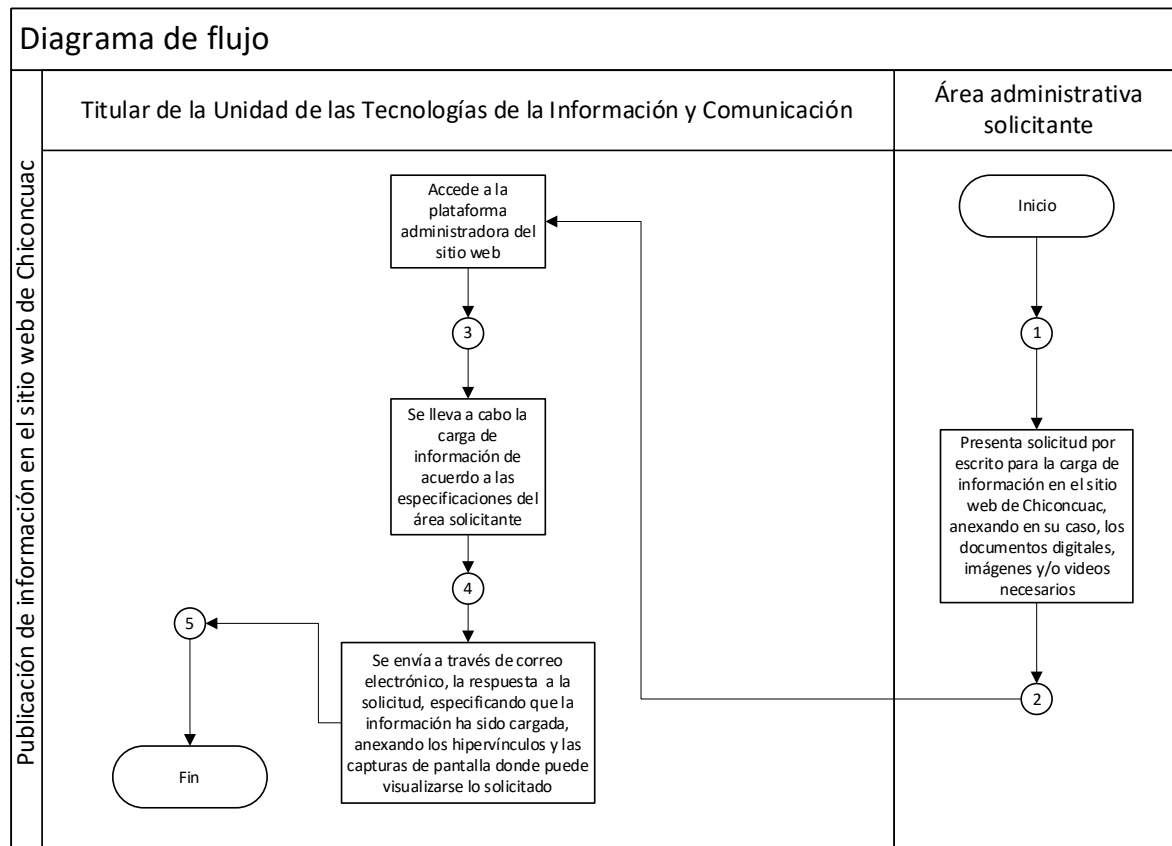 Diagrama de flujo
Publicación de información en el sitio web de Chiconcuac
Titular de la Unidad de las Tecnologías de la Información y Comunicación
Área administrativa
solicitante
Inicio
1
Presenta solicitud por
escrito para la carga de
información en el sitio
web de Chiconcuac,
anexando en su caso, los
documentos digitales,
imágenes y/o videos
necesarios
2
Accede a la
plataforma
administradora del
sitio web
3
Se lleva a cabo la
carga de
información de
acuerdo a las
especificaciones del
área solicitante
4
Se envía a través de correo
electrónico, la respuesta a la
solicitud, especificando que la
información ha sido cargada,
anexando los hipervínculos y las
capturas de pantalla donde puede
visualizarse lo solicitado
5
Fin